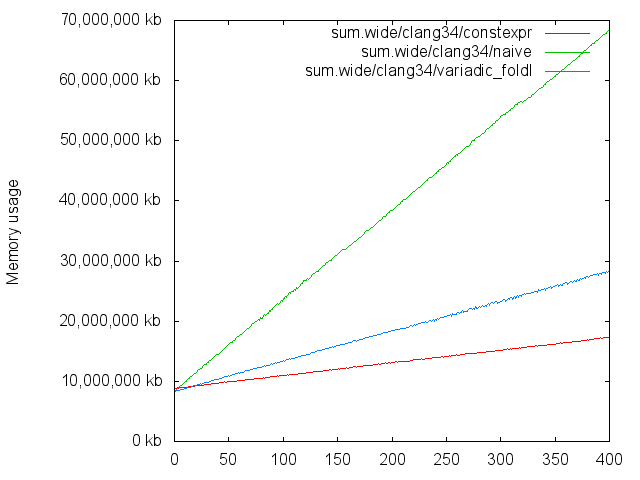 70,000,000 kb
60,000,000 kb
50,000,000 kb
40,000,000 kb
30,000,000 kb
20,000,000 kb
10,000,000 kb
0 kb
Memory usage
sum.wide/clang34/constexpr
sum.wide/clang34/naive
sum.wide/clang34/variadic_foldl
0 50 100 150 200 250 300 350 400